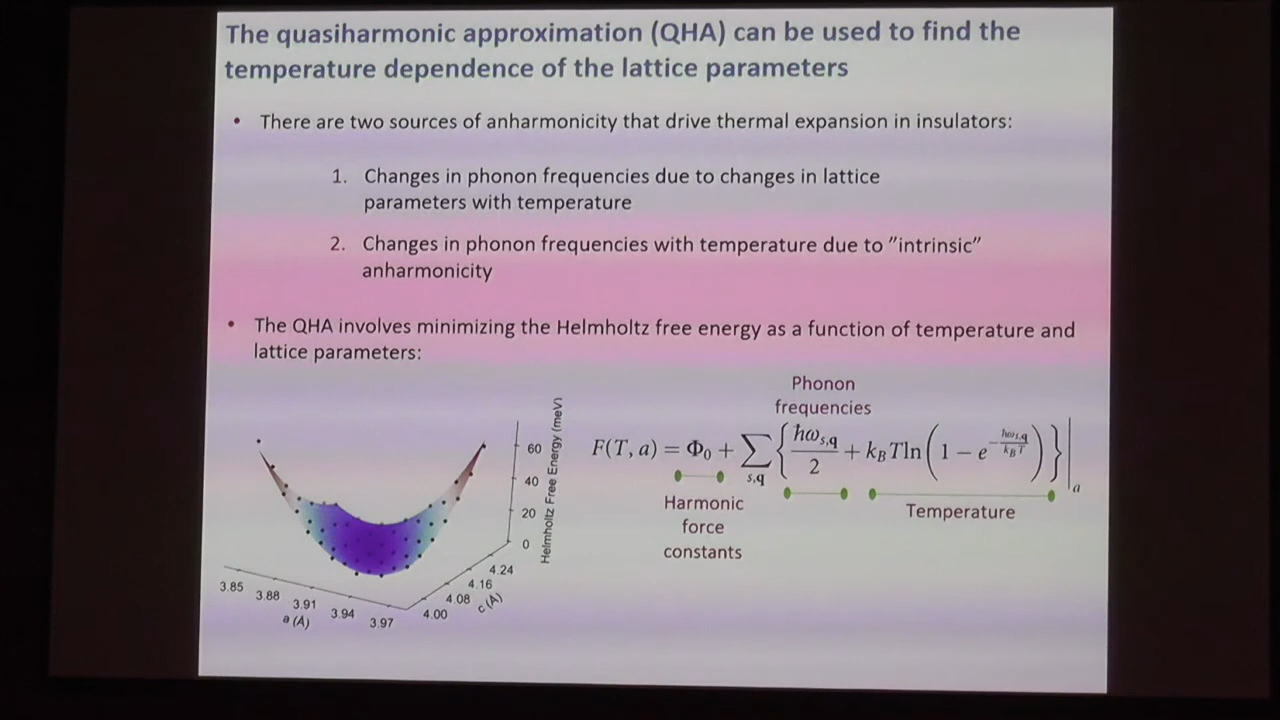 The quasiharmonic approximation (QHA) can be used to find the
temperature dependence of the lattice parameters
• There are two sources of anharmonicity that drive thermal expansion in insulators:
1. Changes in phonon frequencies due to changes in lattice
parameters with temperature
2. Changes in phonon frequencies with temperature due to ″intrinsic″
anharmonicity
• The QHA involves minimizing the Helmholtz free energy as a function of temperature and
lattice parameters:
Phonon
frequencies
F(T, a) = Φ₀ + ∑_{s,q} { ħω_{s,q}/2 + k_B T ln( 1 − e^{−ħω_{s,q}/k_B T} ) } |_a
Harmonic
force
constants
Temperature
Helmholtz Free Energy (meV)
60
40
20
0
4.24
4.16
4.08
4.00
c (Å)
3.85
3.88
3.91
3.94
3.97
a (Å)